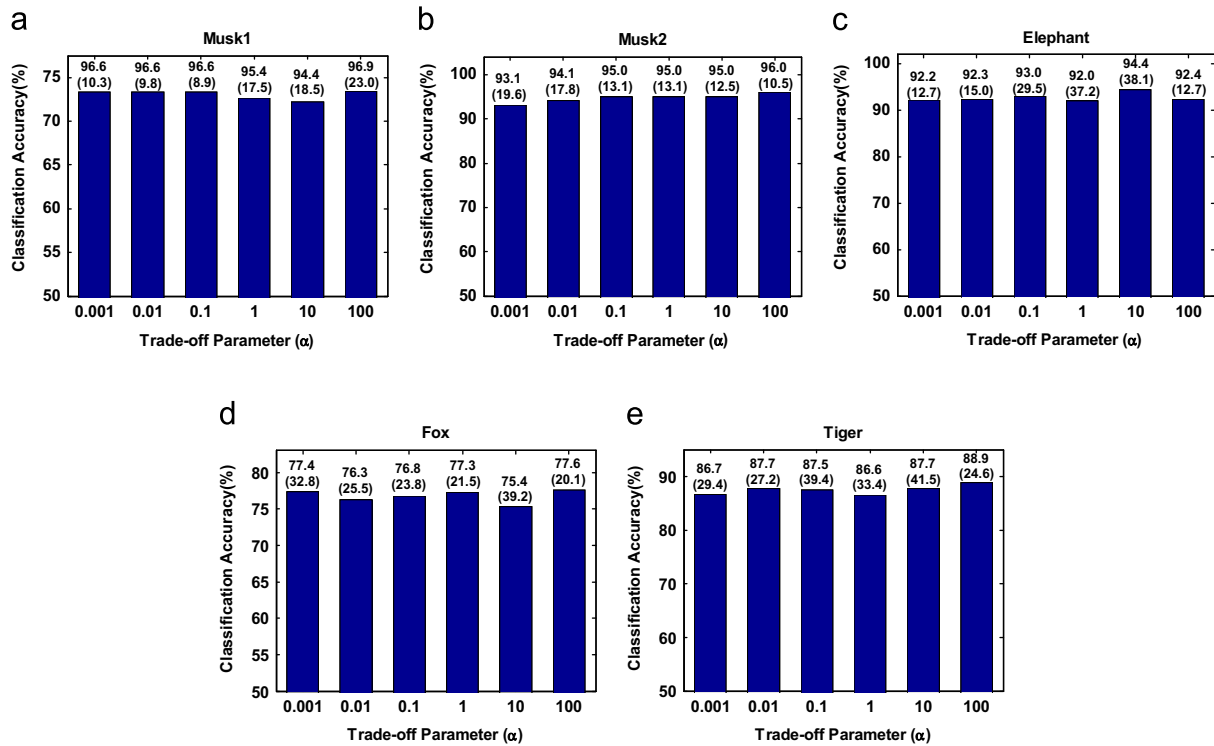 a
Musk1
96.6 96.6 96.6 95.4 94.4 96.9
(10.3) (9.8) (8.9) (17.5) (18.5) (23.0)
75
70
65
60
55
50
Classification Accuracy(%)
0.001 0.01 0.1 1 10 100
Trade-off Parameter (α)
b
Musk2
93.1 94.1 95.0 95.0 95.0 96.0
(19.6) (17.8) (13.1) (13.1) (12.5) (10.5)
100
90
80
70
60
50
Classification Accuracy(%)
0.001 0.01 0.1 1 10 100
Trade-off Parameter (α)
c
Elephant
92.2 92.3 93.0 92.0 94.4 92.4
(12.7) (15.0) (29.5) (37.2) (38.1) (12.7)
100
90
80
70
60
50
Classification Accuracy(%)
0.001 0.01 0.1 1 10 100
Trade-off Parameter (α)
d
Fox
77.4 76.3 76.8 77.3 75.4 77.6
(32.8) (25.5) (23.8) (21.5) (39.2) (20.1)
80
75
70
65
60
55
50
Classification Accuracy(%)
0.001 0.01 0.1 1 10 100
Trade-off Parameter (α)
e
Tiger
86.7 87.7 87.5 86.6 87.7 88.9
(29.4) (27.2) (39.4) (33.4) (41.5) (24.6)
90
80
70
60
50
Classification Accuracy(%)
0.001 0.01 0.1 1 10 100
Trade-off Parameter (α)